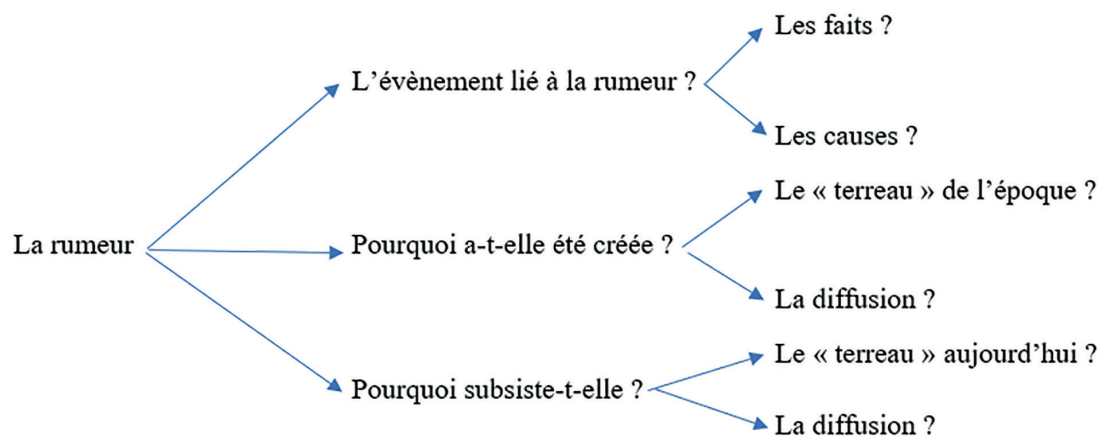 La rumeur
L’évènement lié à la rumeur ?
Les faits ?
Les causes ?
Pourquoi a-t-elle été créée ?
Le « terreau » de l’époque ?
La diffusion ?
Pourquoi subsiste-t-elle ?
Le « terreau » aujourd’hui ?
La diffusion ?